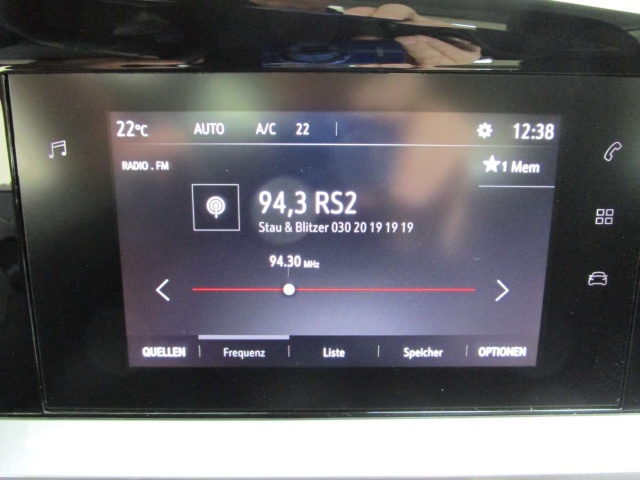 22°C AUTO A/C 22 12:38
RADIO . FM 1 Mem
94,3 RS2
Stau & Blitzer 030 20 19 19 19
94.30 MHz
QUELLEN Frequenz Liste Speicher OPTIONEN